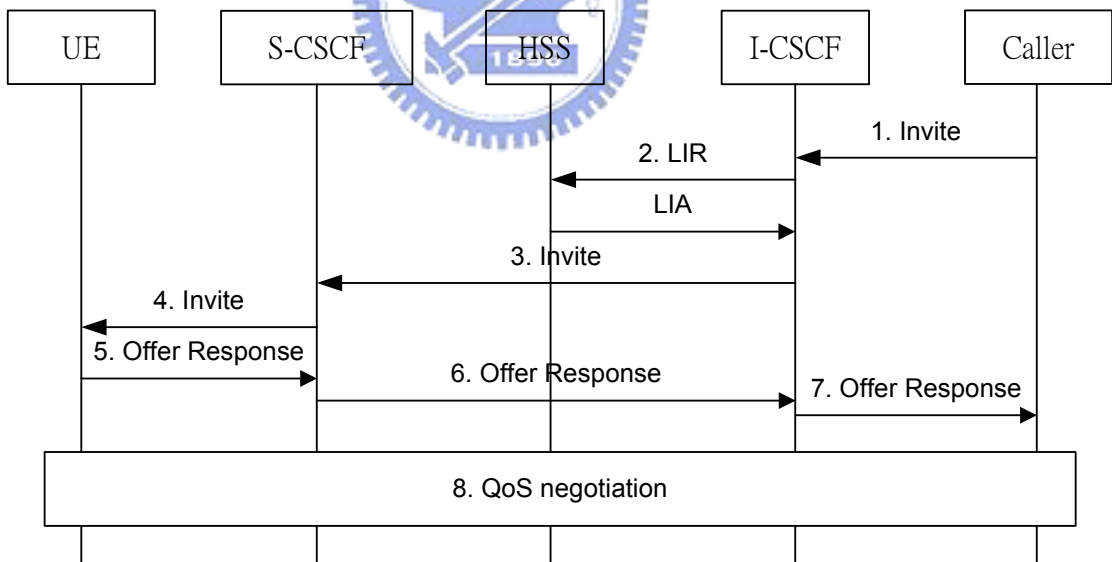 UE
S-CSCF
HSS
I-CSCF
Caller
1896
1. Invite
2. LIR
LIA
3. Invite
4. Invite
5. Offer Response
6. Offer Response
7. Offer Response
8. QoS negotiation